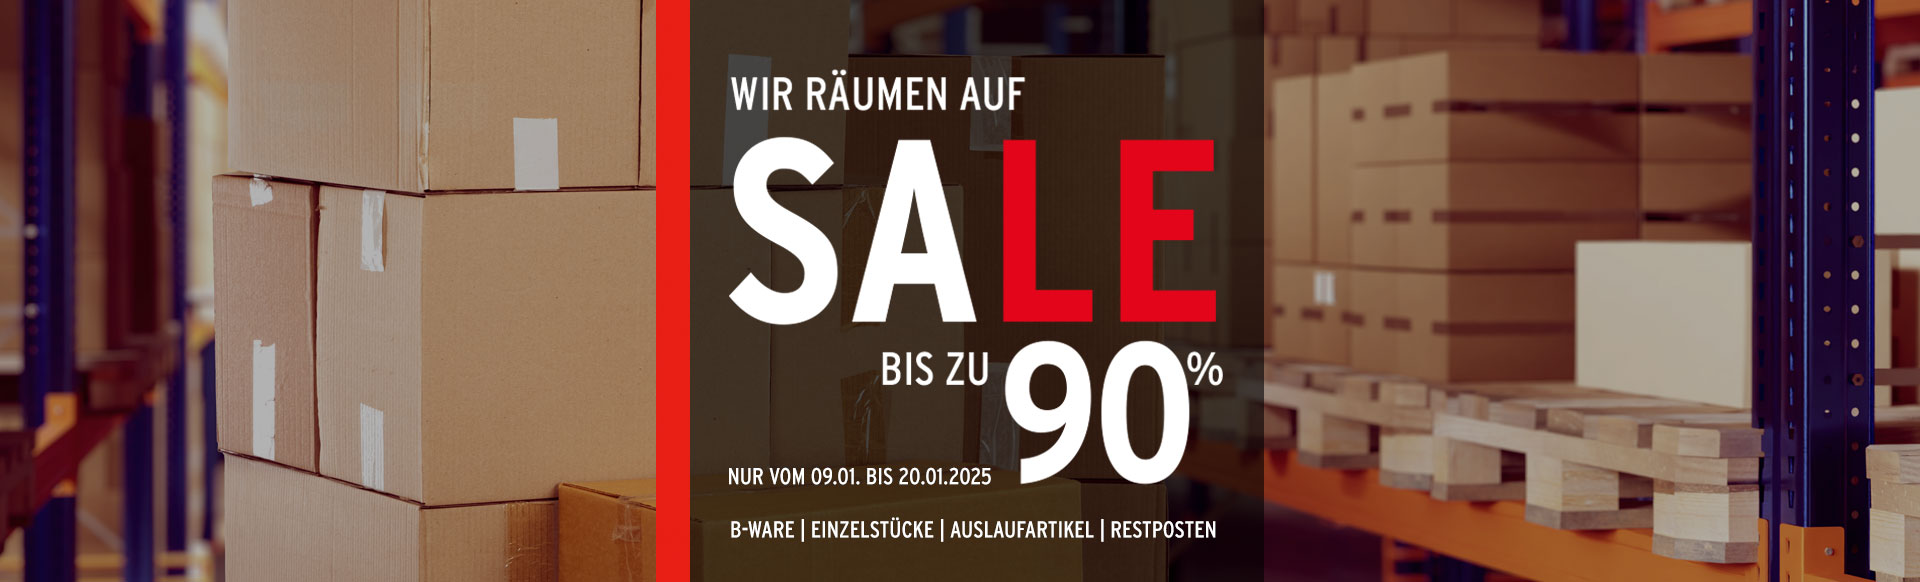 WIR RÄUMEN AUF
SALE
BIS ZU 90%
NUR VOM 09.01. BIS 20.01.2025
B-WARE | EINZELSTÜCKE | AUSLAUFARTIKEL | RESTPOSTEN